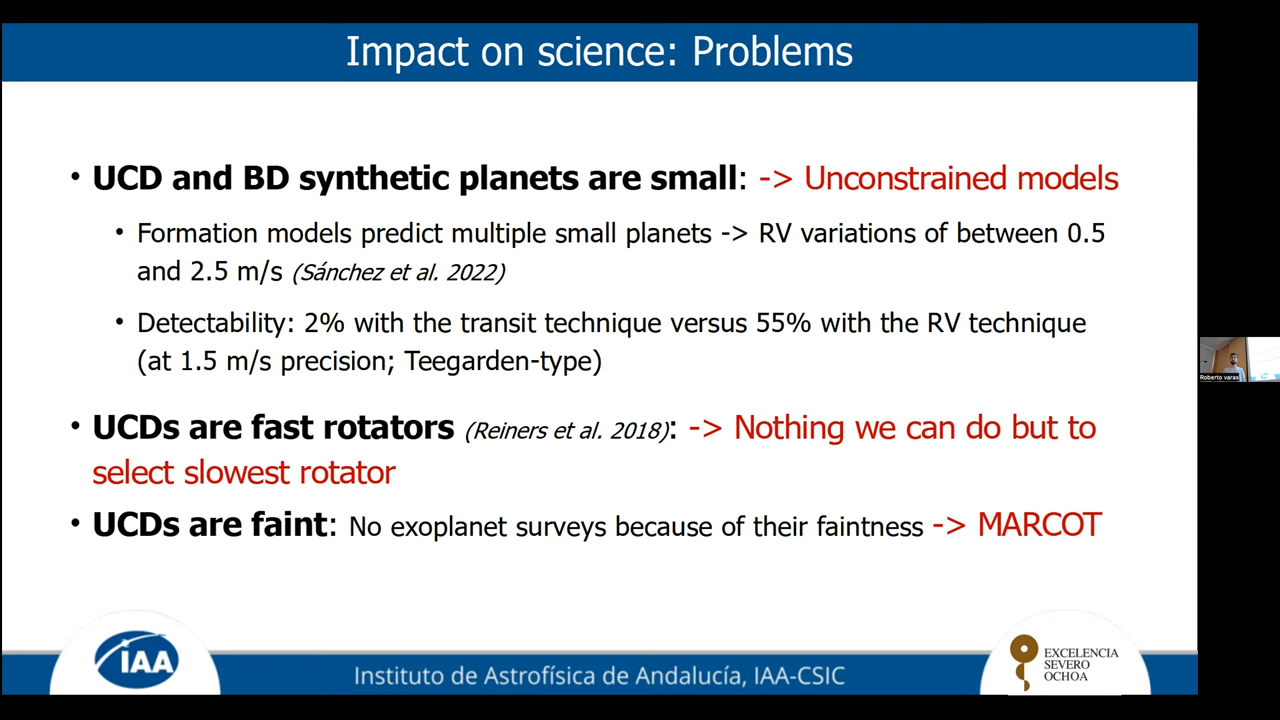 Impact on science: Problems
• UCD and BD synthetic planets are small: -> Unconstrained models
• Formation models predict multiple small planets -> RV variations of between 0.5
and 2.5 m/s (Sánchez et al. 2022)
• Detectability: 2% with the transit technique versus 55% with the RV technique
(at 1.5 m/s precision; Teegarden-type)
• UCDs are fast rotators (Reiners et al. 2018): -> Nothing we can do but to
select slowest rotator
• UCDs are faint: No exoplanet surveys because of their faintness -> MARCOT
Roberto varas
IAA
Instituto de Astrofísica de Andalucía, IAA-CSIC
EXCELENCIA
SEVERO
OCHOA